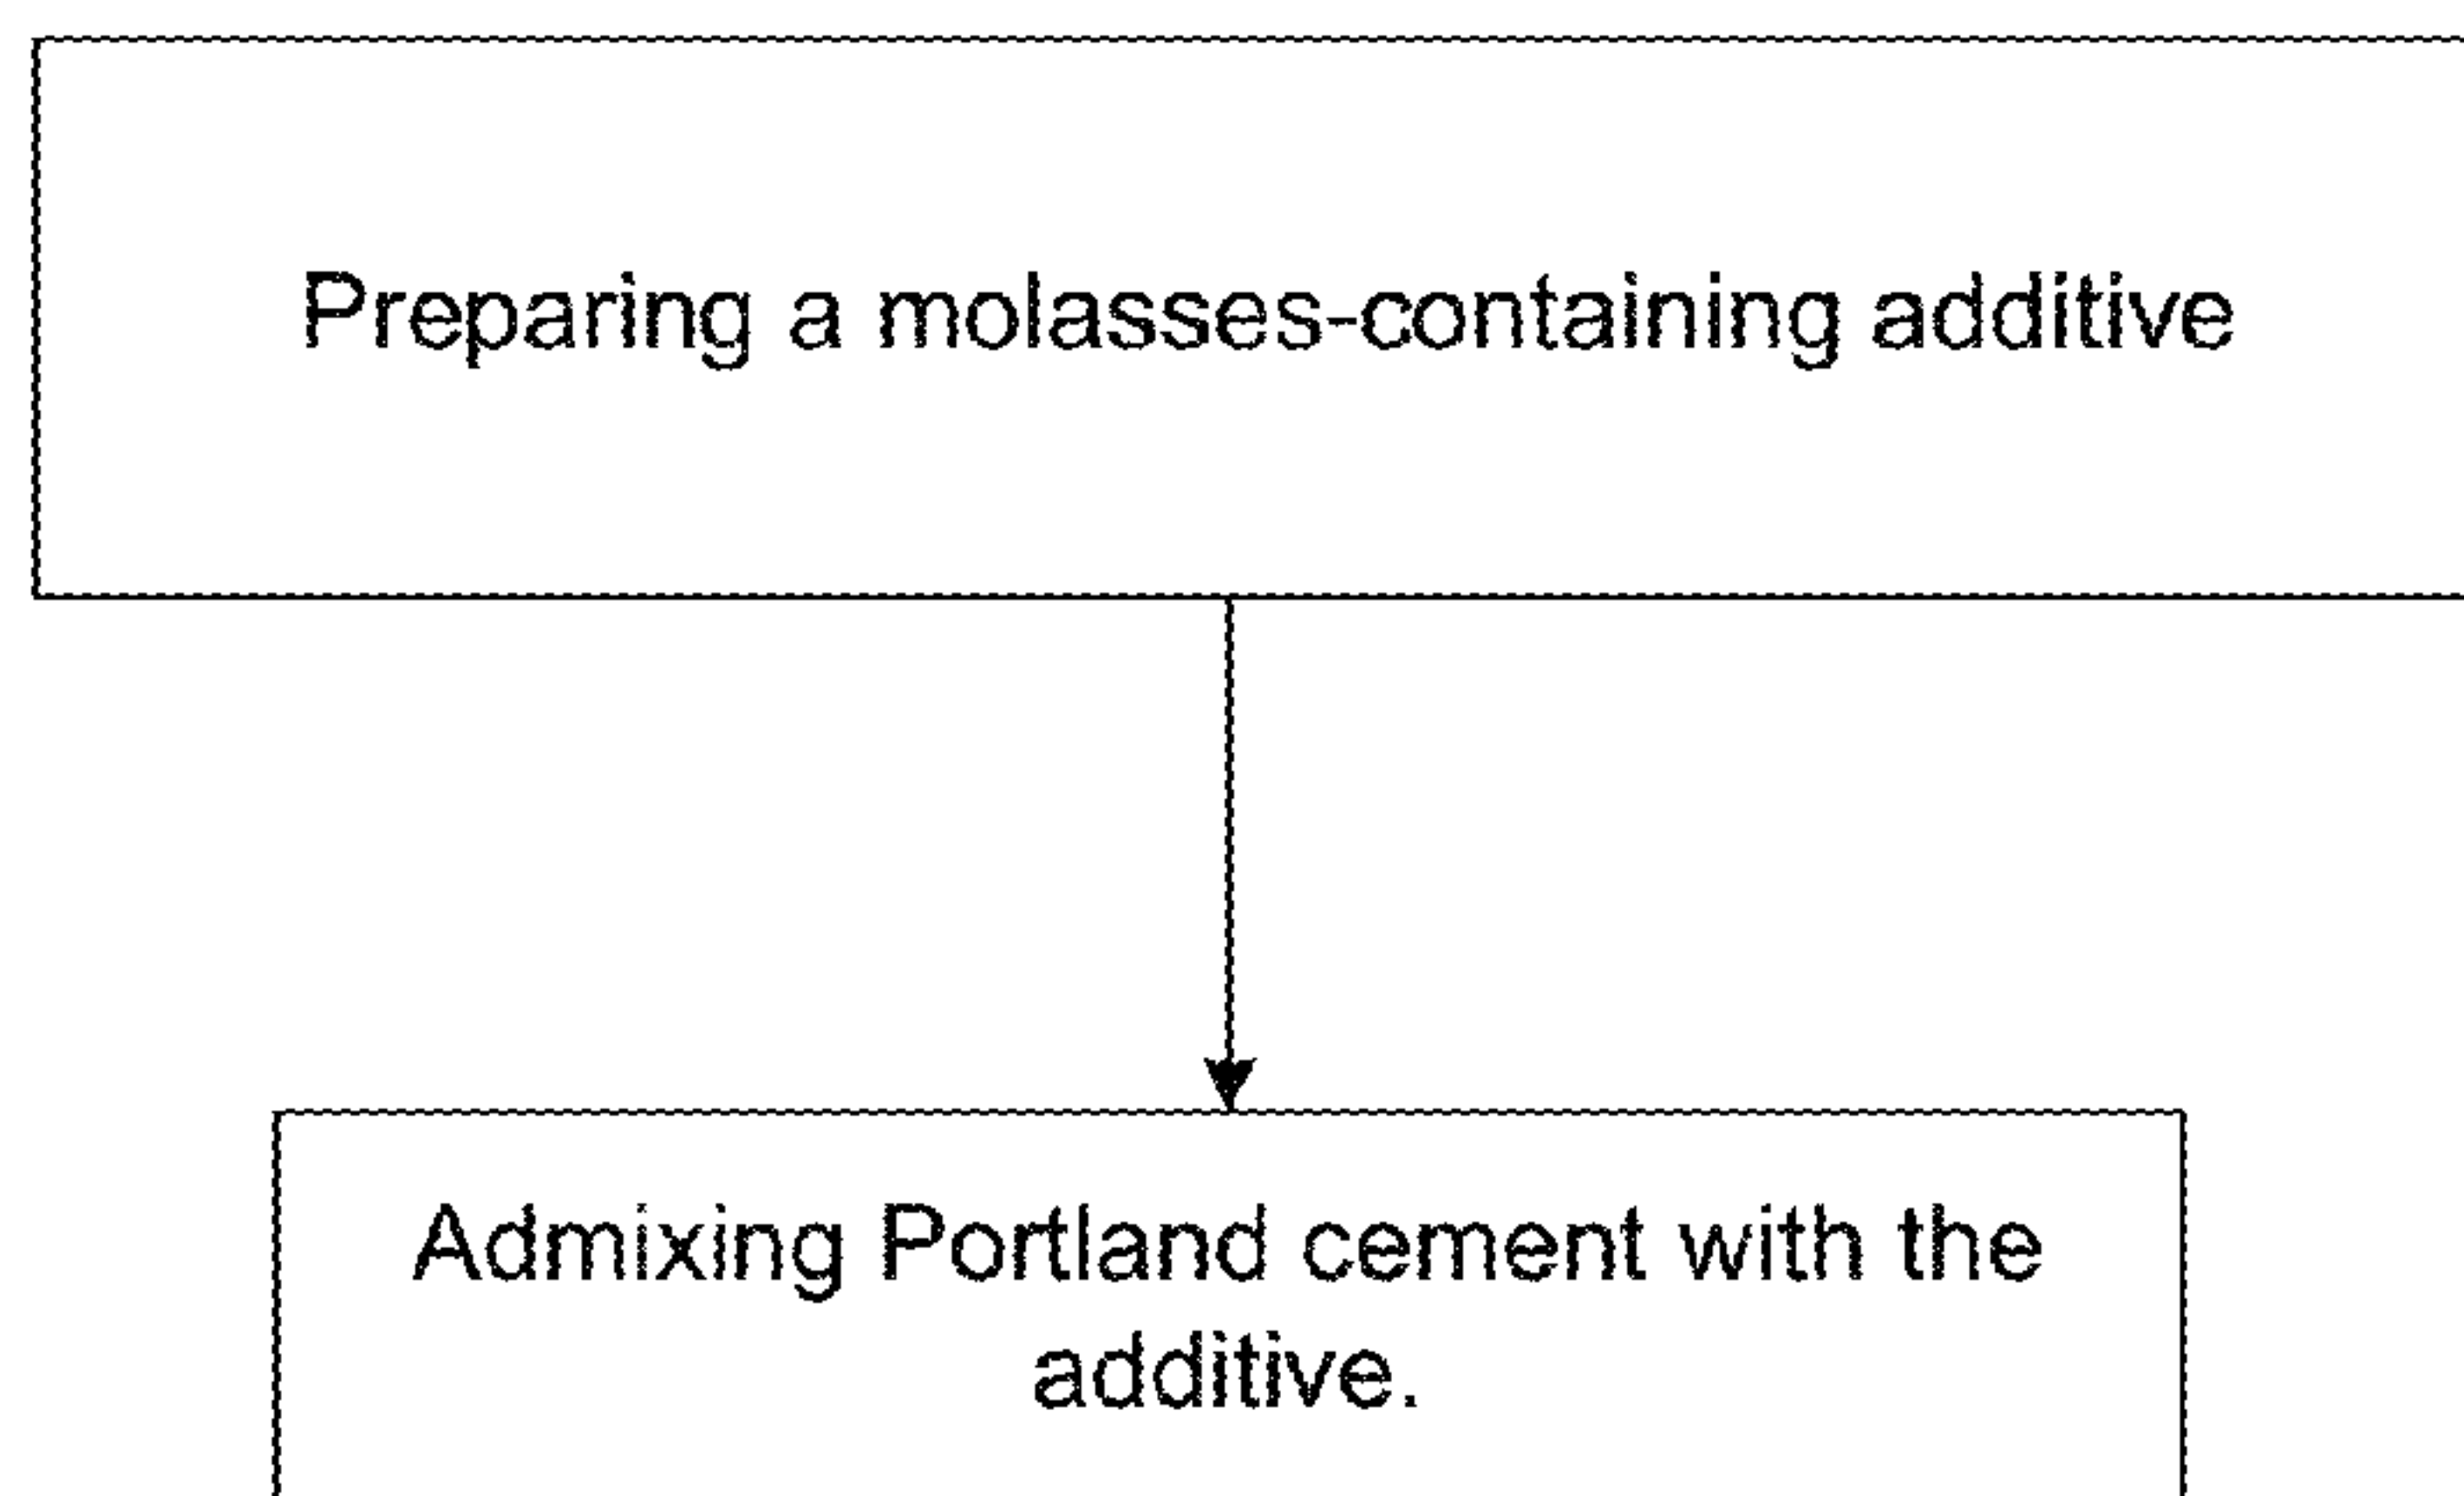 Preparing a molasses-containing additive
Admixing Portland cement with the
additive.